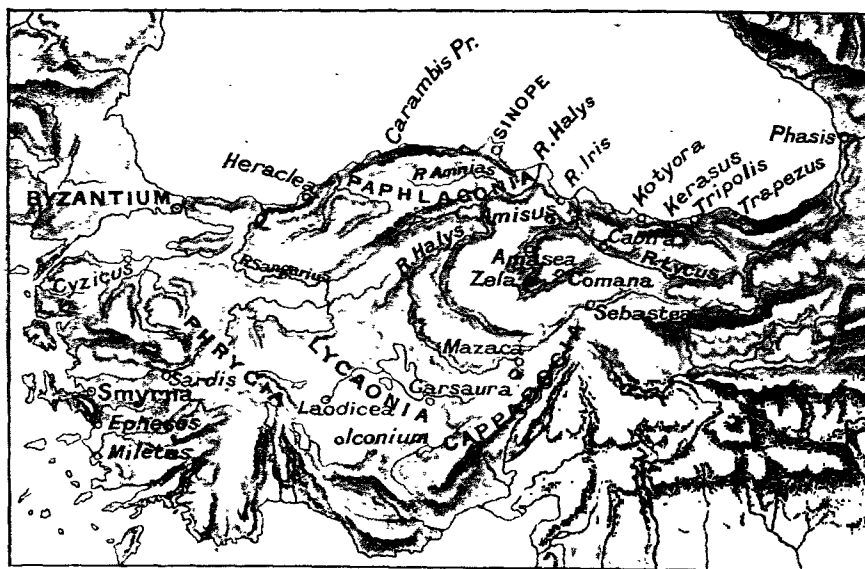 Carambis Pr.
SINOPE
R. Halys
R. Iris
Phasis
Heraclea
R Amnias
Kotyora
Kerasus
Tripolis
Trapezus
PAPHLAGONIA
BYZANTIUM
Amisus
Cabira
R. Halys
Amasea
R. Lycus
R. Sangarius
Cyzicus
Zela
Comana
Sebastea
PHRYGIA
LYCAONIA
Mazaca
Sardis
Garsaura
CAPPADOCIA
Smyrna
Laodicea
Ephesos
Iconium
Miletus